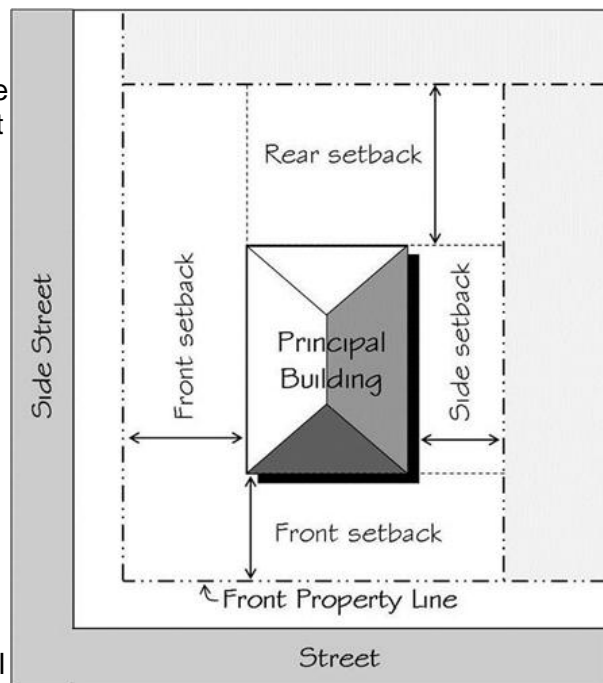 e
t
Rear setback
Side Street
Front setback
Principal
Building
Side setback
Front setback
Front Property Line
l
Street